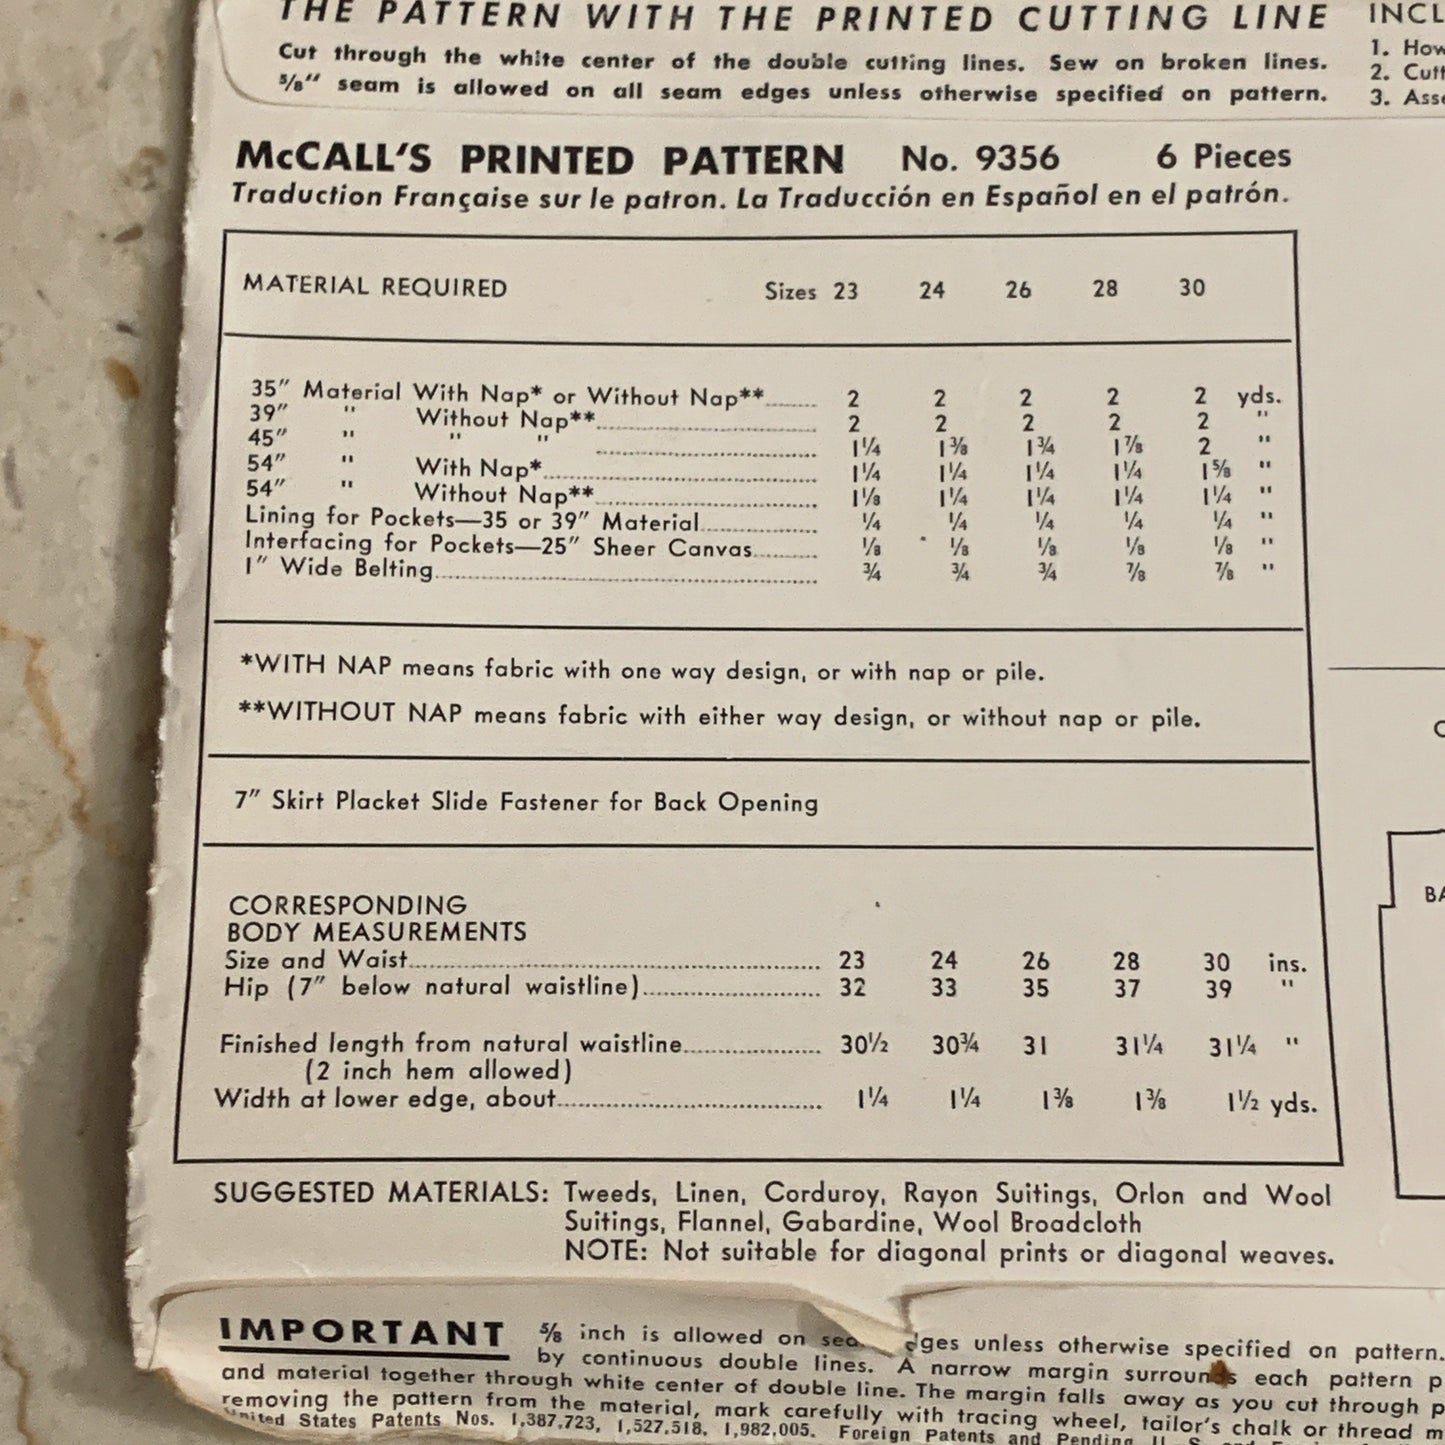 THE PATTERN WITH THE PRINTED CUTTING LINE
Cut through the white center of the double cutting lines. Sew on broken lines.
⅝" seam is allowed on all seam edges unless otherwise specified on pattern.
INCL
1. How
2. Cutt
3. Asse
McCALL'S PRINTED PATTERN No. 9356 6 Pieces
Traduction Française sur le patron. La Traducción en Español en el patrón.
MATERIAL REQUIRED Sizes 23 24 26 28 30
35" Material With Nap* or Without Nap** 2 2 2 2 2 yds.
39" " Without Nap** 2 2 2 2 2 "
45" " " " 1¼ 1⅜ 1¾ 1⅞ 2 "
54" " With Nap* 1¼ 1¼ 1¼ 1¼ 1⅝ "
54" " Without Nap** 1⅛ 1¼ 1¼ 1¼ 1¼ "
Lining for Pockets—35 or 39" Material ¼ ¼ ¼ ¼ ¼ "
Interfacing for Pockets—25" Sheer Canvas ⅛ ⅛ ⅛ ⅛ ⅛ "
1" Wide Belting ¾ ¾ ¾ ⅞ ⅞ "
*WITH NAP means fabric with one way design, or with nap or pile.
**WITHOUT NAP means fabric with either way design, or without nap or pile.
7" Skirt Placket Slide Fastener for Back Opening
CORRESPONDING
BODY MEASUREMENTS
Size and Waist 23 24 26 28 30 ins.
Hip (7" below natural waistline) 32 33 35 37 39 "
Finished length from natural waistline 30½ 30¾ 31 31¼ 31¼ "
(2 inch hem allowed)
Width at lower edge, about 1¼ 1¼ 1⅜ 1⅜ 1½ yds.
BA
SUGGESTED MATERIALS: Tweeds, Linen, Corduroy, Rayon Suitings, Orlon and Wool
Suitings, Flannel, Gabardine, Wool Broadcloth
NOTE: Not suitable for diagonal prints or diagonal weaves.
IMPORTANT ⅝ inch is allowed on sea dges unless otherwise specified on pattern.
by continuous double lines. A narrow margin surrounds each pattern p
and material together through white center of double line. The margin falls away as you cut through p
removing the pattern from the material, mark carefully with tracing wheel, tailor's chalk or thread m
United States Patents Nos. 1,387,723, 1,527,518, 1,982,005. Foreign Patents and Pending U. S. and